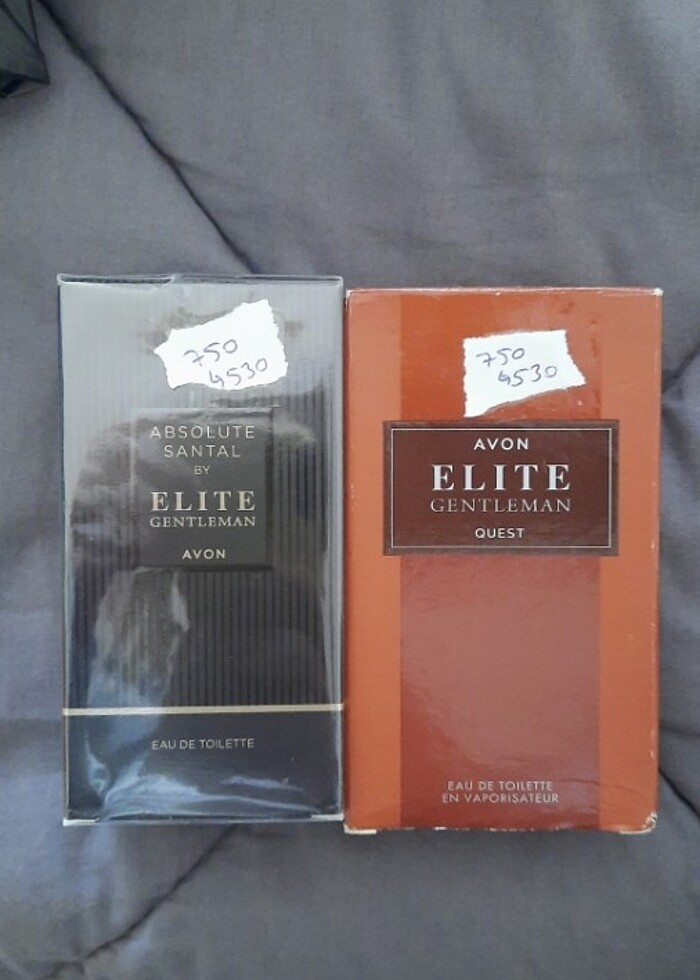 750
4530
ABSOLUTE
SANTAL
BY
ELITE
GENTLEMAN
AVON
EAU DE TOILETTE
750
4530
AVON
ELITE
GENTLEMAN
QUEST
EAU DE TOILETTE
EN VAPORISATEUR